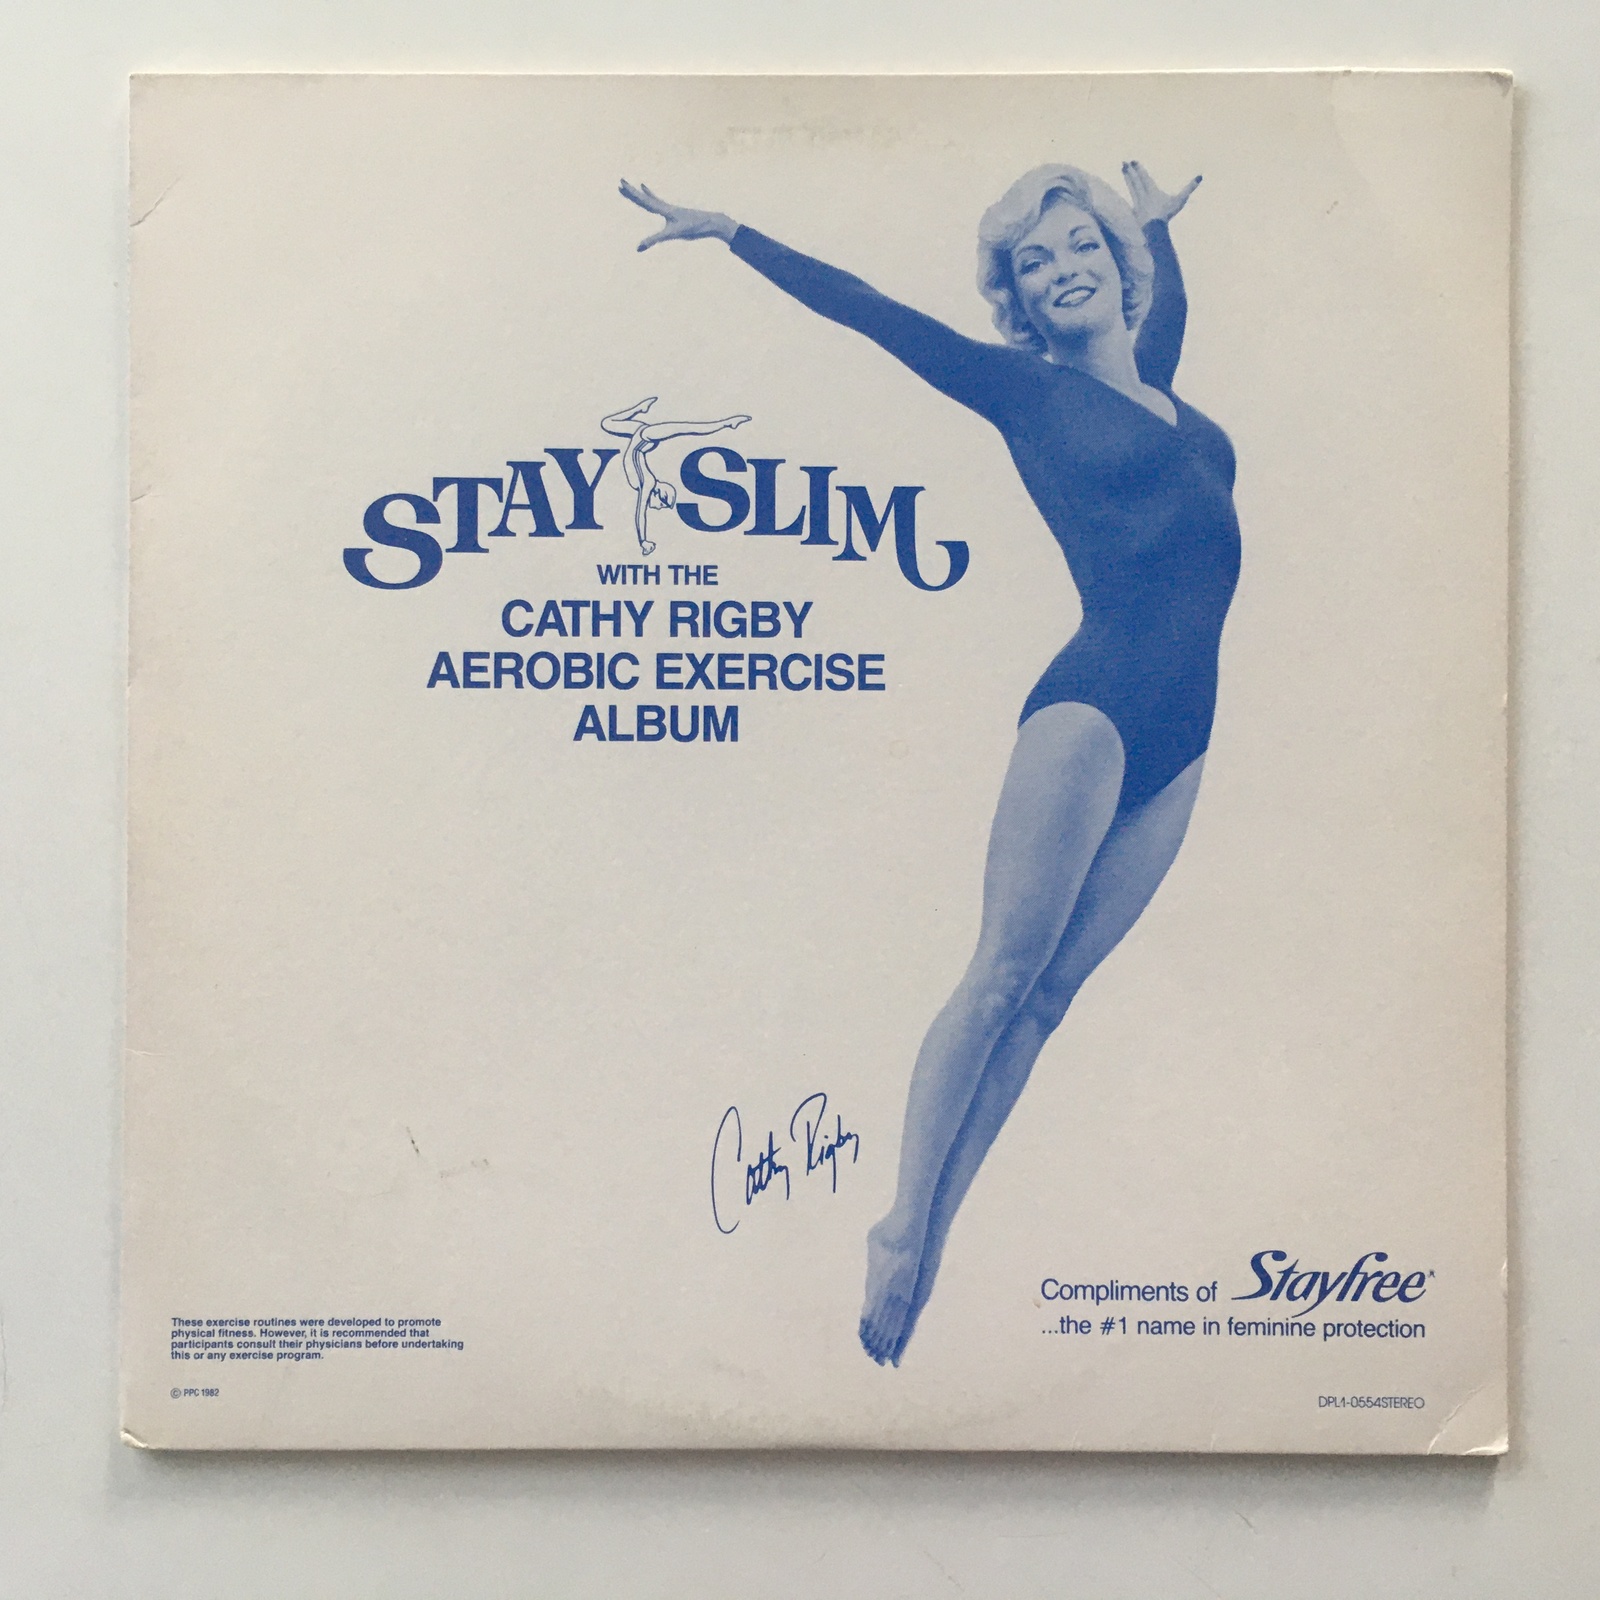 STAY SLIM
WITH THE
CATHY RIGBY
AEROBIC EXERCISE
ALBUM
Cathy Rigby
Compliments of Stayfree*
...the #1 name in feminine protection
These exercise routines were developed to promote
physical fitness. However, it is recommended that
participants consult their physicians before undertaking
this or any exercise program.
© PPC 1982
DPL1-0554STEREO